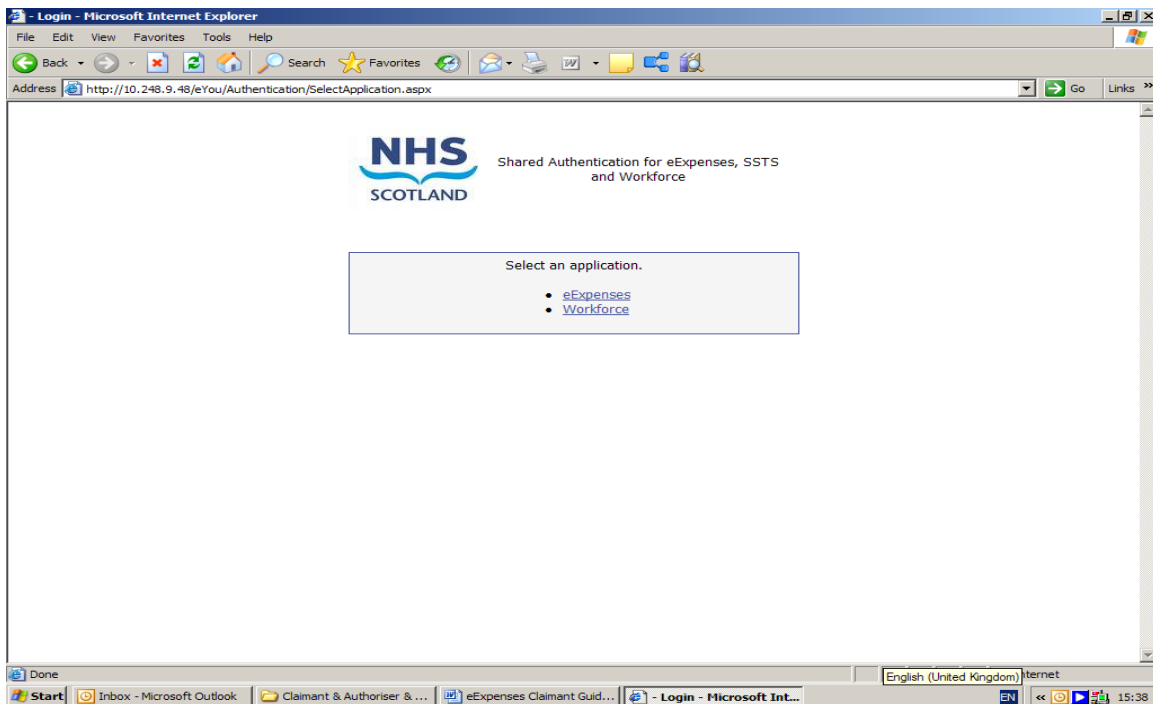 - Login - Microsoft Internet Explorer
File Edit View Favorites Tools Help
Back Search Favorites
Address http://10.248.9.48/eYou/Authentication/SelectApplication.aspx Go Links »
NHS
SCOTLAND
Shared Authentication for eExpenses, SSTS
and Workforce
Select an application.
• eExpenses
• Workforce
Done
English (United Kingdom)
Start Inbox - Microsoft Outlook Claimant & Authoriser & ... eExpenses Claimant Guid... - Login - Microsoft Int... EN « 15:38